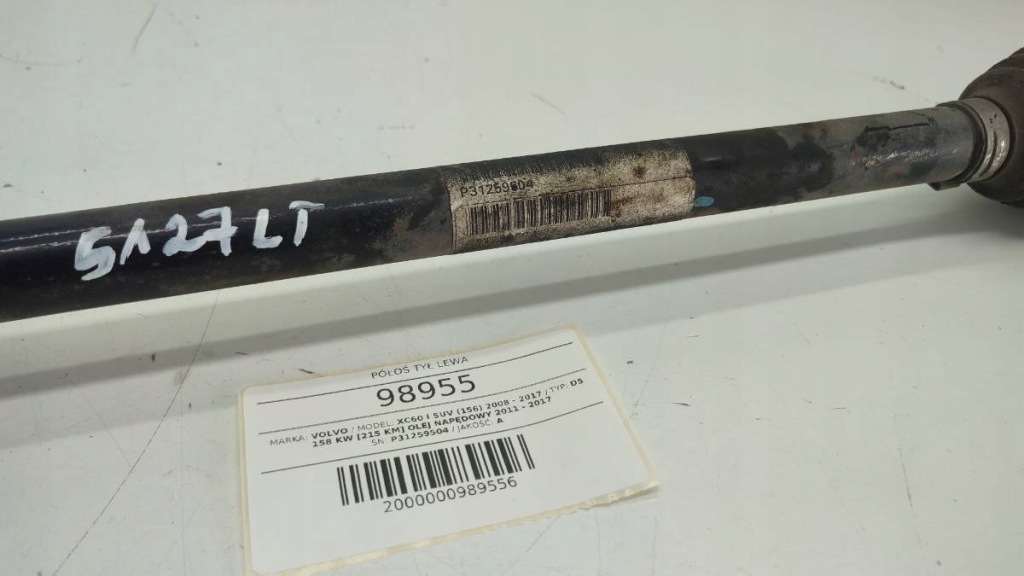 P31259504
5127LT
PÓŁOŚ TYŁ LEWA
98955
MARKA: VOLVO / MODEL: XC60 I SUV (156) 2008 - 2017 / TYP: D5
158 KW [215 KM] OLEJ NAPĘDOWY 2011 - 2017
SN: P31259504 / JAKOŚĆ: A
2000000989556